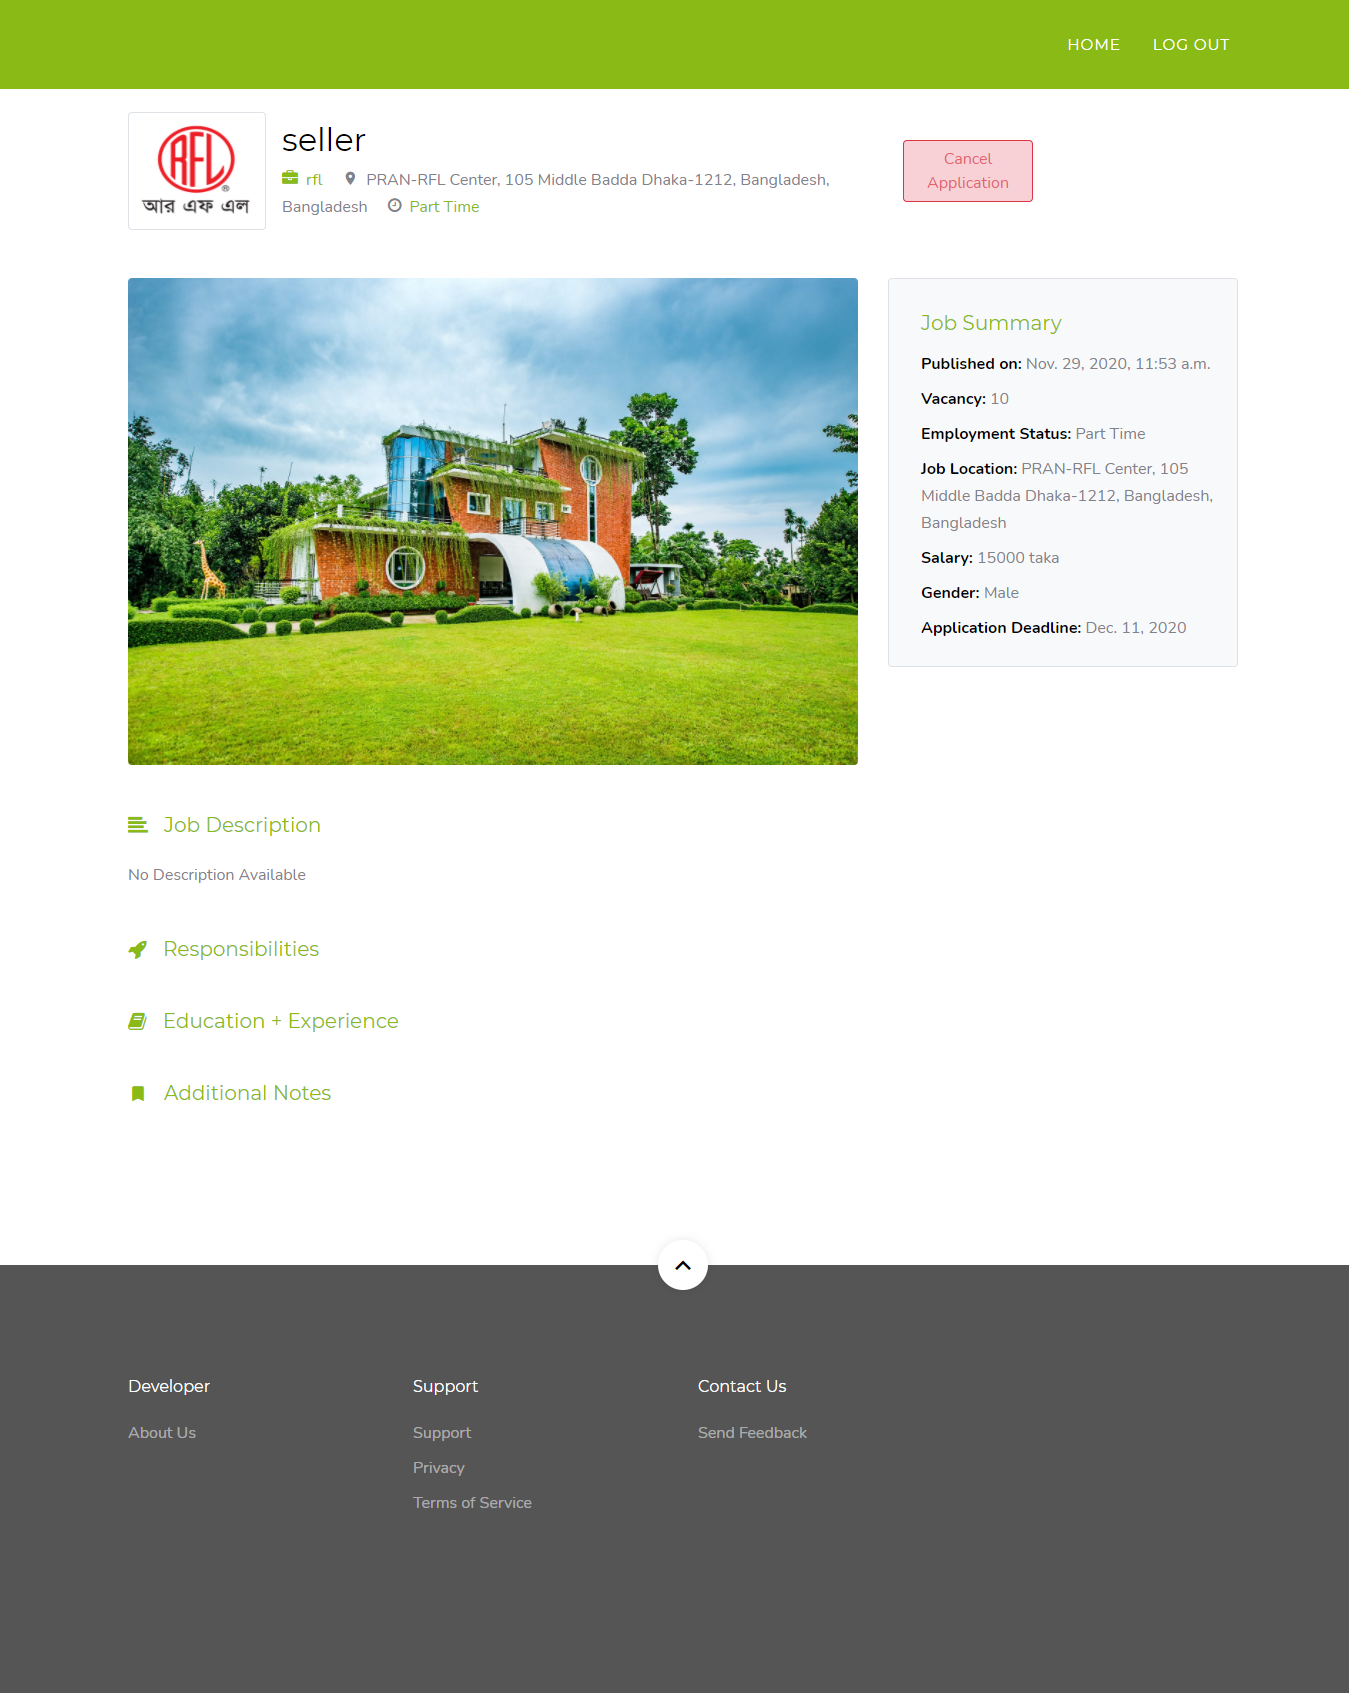 HOME LOG OUT
RFL
®
আর এফ এল
seller
rfl PRAN-RFL Center, 105 Middle Badda Dhaka-1212, Bangladesh,
Bangladesh Part Time
Cancel
Application
Job Summary
Published on: Nov. 29, 2020, 11:53 a.m.
Vacancy: 10
Employment Status: Part Time
Job Location: PRAN-RFL Center, 105
Middle Badda Dhaka-1212, Bangladesh,
Bangladesh
Salary: 15000 taka
Gender: Male
Application Deadline: Dec. 11, 2020
Job Description
No Description Available
Responsibilities
Education + Experience
Additional Notes
Developer
About Us
Support
Support
Privacy
Terms of Service
Contact Us
Send Feedback